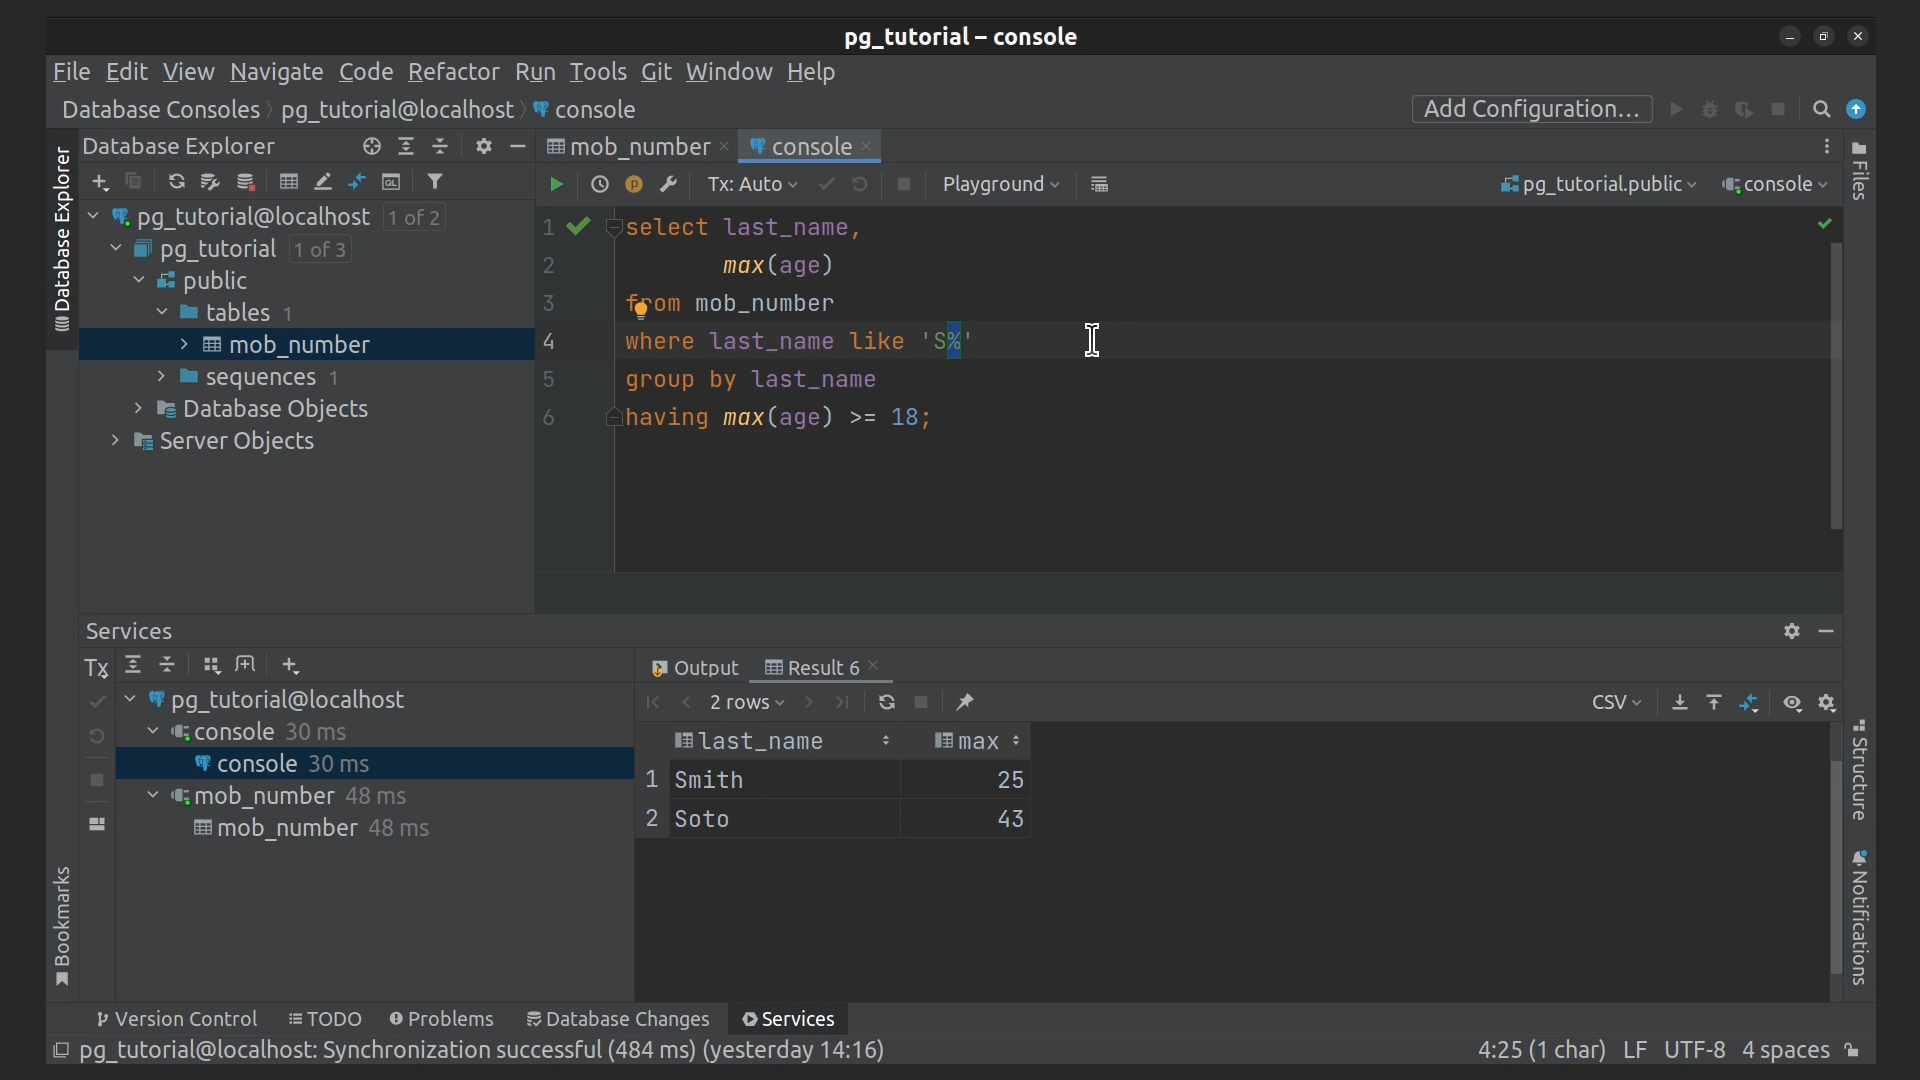 pg_tutorial – console
File Edit View Navigate Code Refactor Run Tools Git Window Help
Database Consoles pg_tutorial@localhost console
Add Configuration...
Database Explorer
mob_number
console
Tx: Auto
Playground
pg_tutorial.public
console
Database Explorer
Files
pg_tutorial@localhost 1 of 2
pg_tutorial 1 of 3
public
tables 1
mob_number
sequences 1
Database Objects
Server Objects
1 select last_name,
2 max(age)
3 from mob_number
4 where last_name like 'S%'
5 group by last_name
6 having max(age) >= 18;
Services
Tx
pg_tutorial@localhost
console 30 ms
console 30 ms
mob_number 48 ms
mob_number 48 ms
Output
Result 6
2 rows
CSV
last_name max
1 Smith 25
2 Soto 43
Structure
Notifications
Bookmarks
Version Control TODO Problems Database Changes Services
pg_tutorial@localhost: Synchronization successful (484 ms) (yesterday 14:16)
4:25 (1 char) LF UTF-8 4 spaces